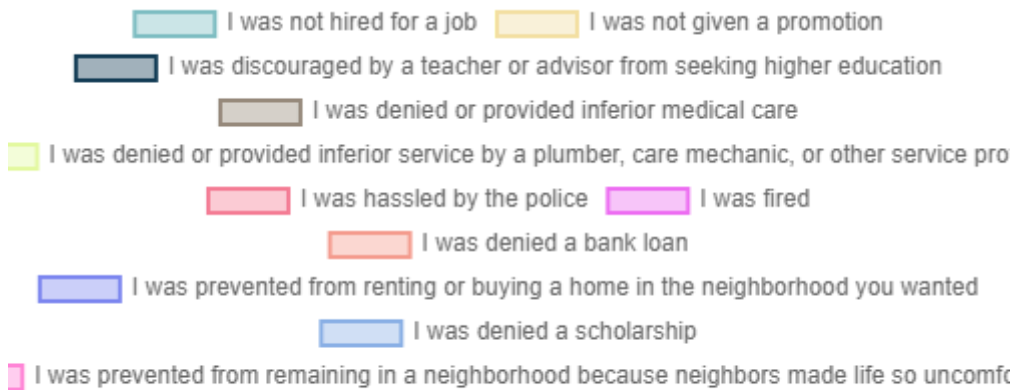 I was not hired for a job I was not given a promotion
I was discouraged by a teacher or advisor from seeking higher education
I was denied or provided inferior medical care
I was denied or provided inferior service by a plumber, care mechanic, or other service pro
I was hassled by the police I was fired
I was denied a bank loan
I was prevented from renting or buying a home in the neighborhood you wanted
I was denied a scholarship
I was prevented from remaining in a neighborhood because neighbors made life so uncomfo